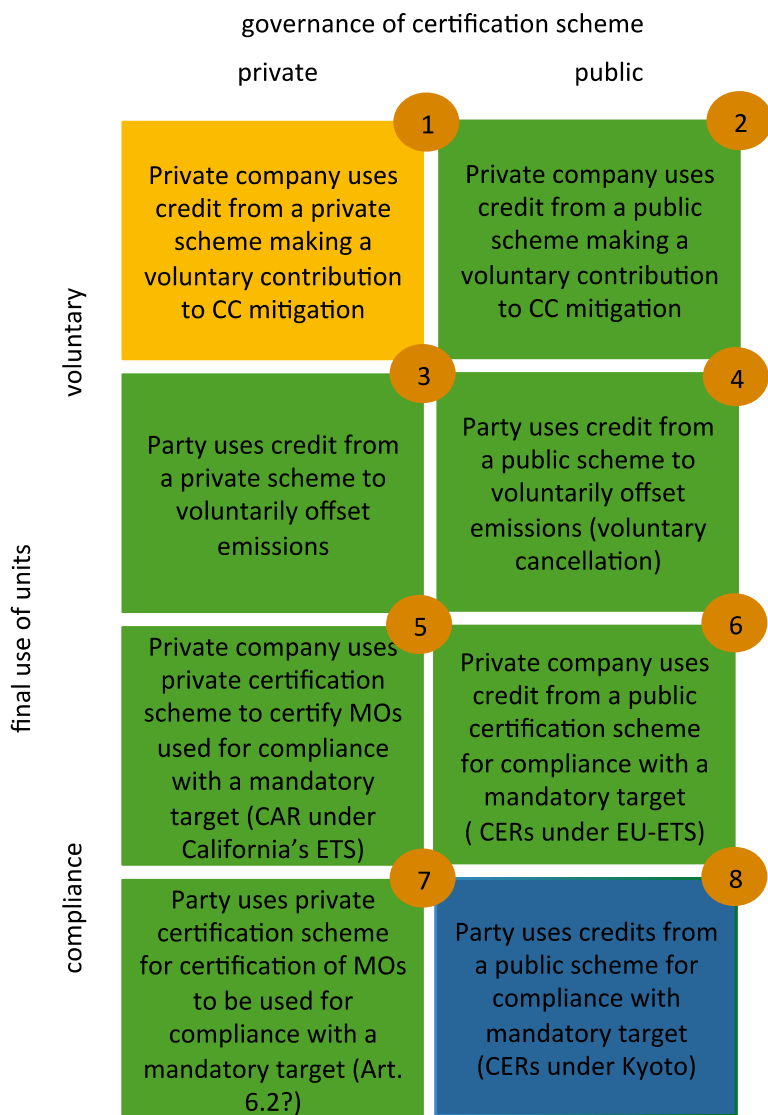 governance of certification scheme
private
public
1
2
Private company uses
credit from a private
scheme making a
voluntary contribution
to CC mitigation
Private company uses
credit from a public
scheme making a
voluntary contribution
to CC mitigation
voluntary
3
4
Party uses credit from
a private scheme to
voluntarily offset
emissions
Party uses credit from
a public scheme to
voluntarily offset
emissions (voluntary
cancellation)
final use of units
5
6
Private company uses
private certification
scheme to certify MOs
used for compliance
with a mandatory
target (CAR under
California’s ETS)
Private company uses
credit from a public
certification scheme
for compliance with a
mandatory target
( CERs under EU-ETS)
compliance
7
8
Party uses private
certification scheme
for certification of MOs
to be used for
compliance with a
mandatory target (Art.
6.2?)
Party uses credits from
a public scheme for
compliance with
mandatory target
(CERs under Kyoto)